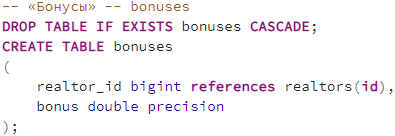 -- «Бонусы» bonuses
DROP TABLE IF EXISTS bonuses CASCADE;
CREATE TABLE bonuses
(
    realtor_id bigint references realtors(id),
    bonus double precision
);